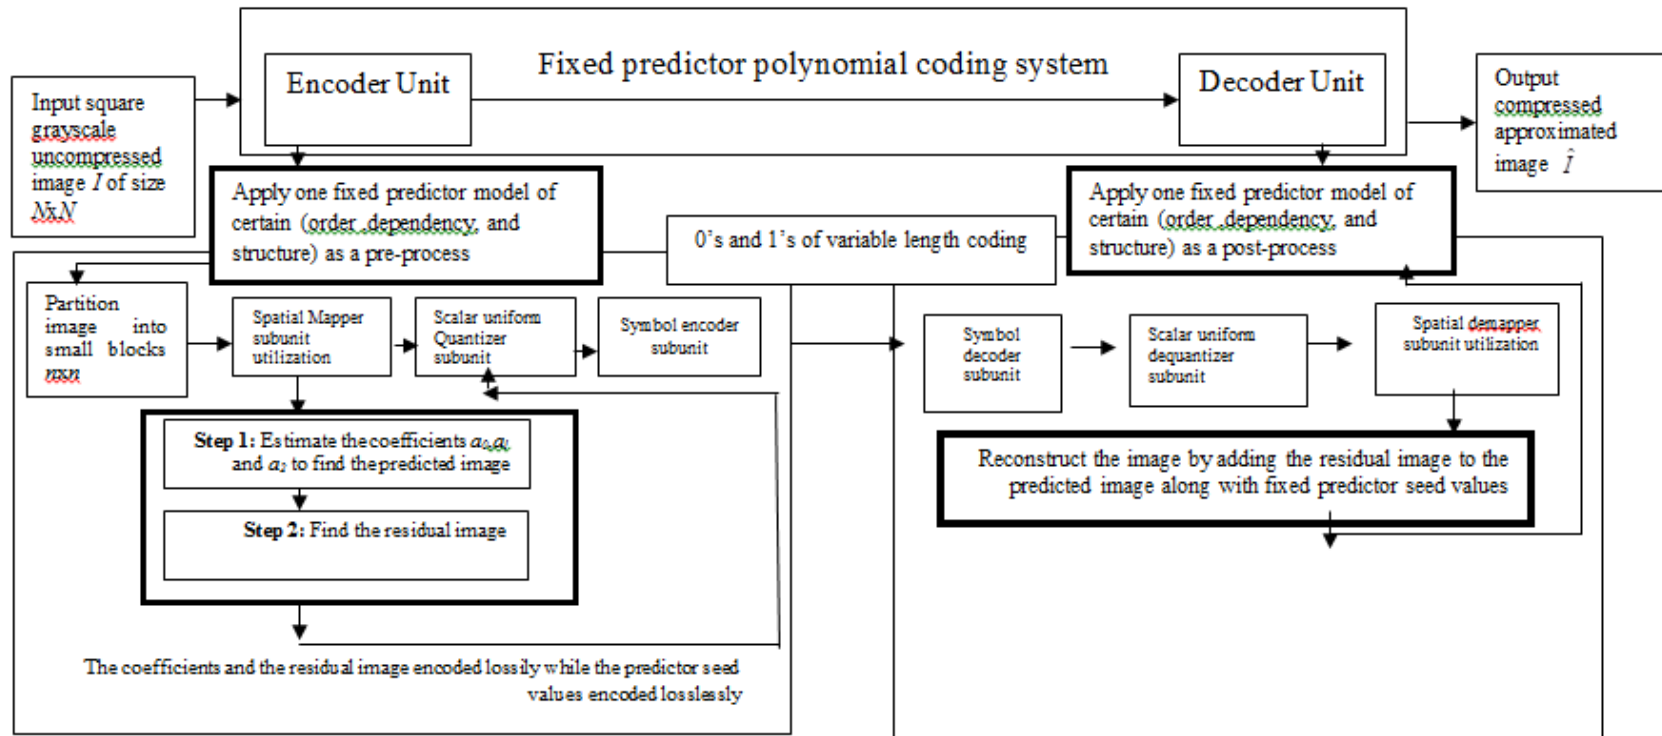 Fixed predictor polynomial coding system
Encoder Unit
Decoder Unit
Input square
grayscale
uncompressed
image I of size
NxN
Output
compressed
approximated
image Î
Apply one fixed predictor model of
certain (order ,dependency, and
structure) as a pre-process
0's and 1's of variable length coding
Apply one fixed predictor model of
certain (order ,dependency, and
structure) as a post-process
Partition
image into
small blocks
nxn
Spatial Mapper
subunit
utilization
Scalar uniform
Quantizer
subunit
Symbol encoder
subunit
Symbol
decoder
subunit
Scalar uniform
dequantizer
subunit
Spatial demapper
subunit utilization
Step 1: Estimate the coefficients a₀,a₁
and a₂ to find the predicted image
Step 2: Find the residual image
Reconstruct the image by adding the residual image to the
predicted image along with fixed predictor seed values
The coefficients and the residual image encoded lossily while the predictor seed
values encoded losslessly